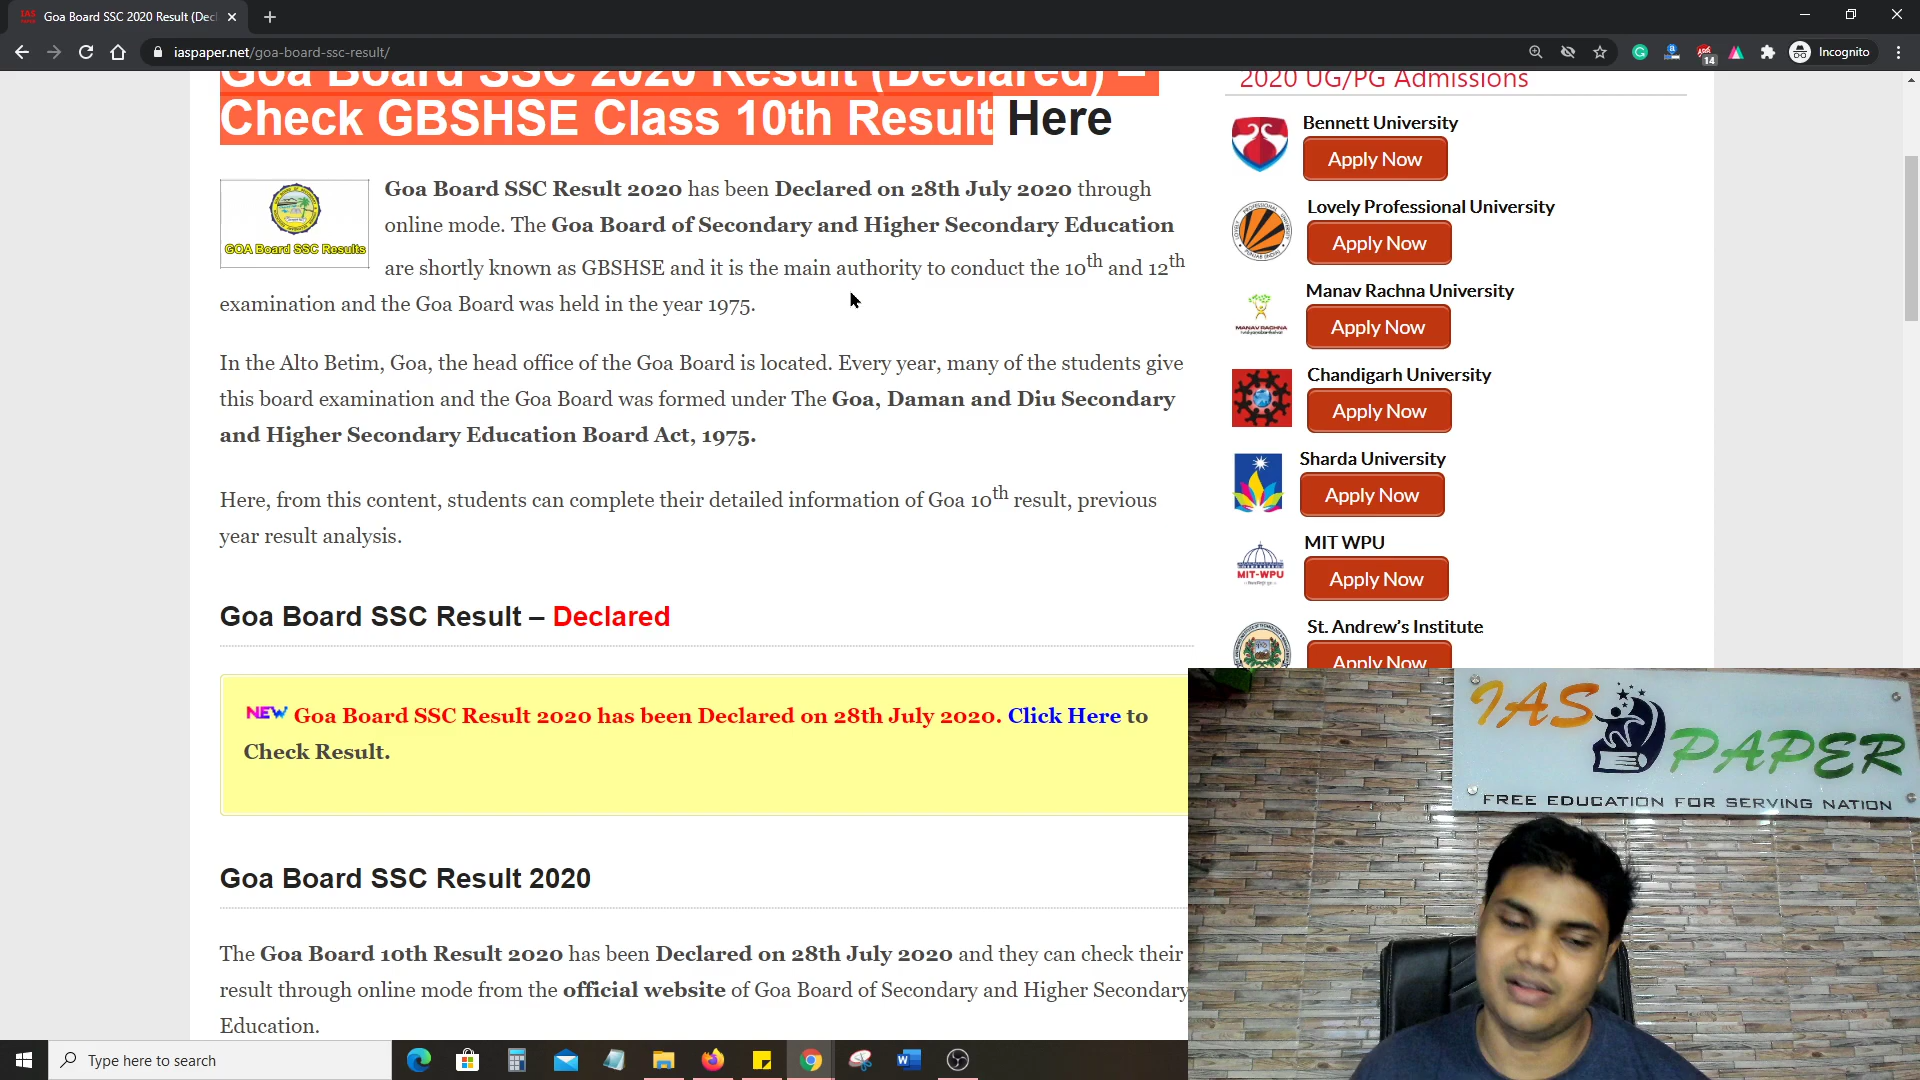 Goa Board SSC 2020 Result (Decl
iaspaper.net/goa-board-ssc-result/
14
Incognito
Goa Board SSC 2020 Result (Declared) –
Check GBSHSE Class 10th Result Here
GOA Board SSC Results
Goa Board SSC Result 2020 has been Declared on 28th July 2020 through
online mode. The Goa Board of Secondary and Higher Secondary Education
are shortly known as GBSHSE and it is the main authority to conduct the 10th and 12th
examination and the Goa Board was held in the year 1975.
In the Alto Betim, Goa, the head office of the Goa Board is located. Every year, many of the students give
this board examination and the Goa Board was formed under The Goa, Daman and Diu Secondary
and Higher Secondary Education Board Act, 1975.
Here, from this content, students can complete their detailed information of Goa 10th result, previous
year result analysis.
Goa Board SSC Result – Declared
NEW Goa Board SSC Result 2020 has been Declared on 28th July 2020. Click Here to
Check Result.
Goa Board SSC Result 2020
The Goa Board 10th Result 2020 has been Declared on 28th July 2020 and they can check their
result through online mode from the official website of Goa Board of Secondary and Higher Secondary
Education.
2020 UG/PG Admissions
Bennett University
Apply Now
Lovely Professional University
Apply Now
MANAV RACHNA
Manav Rachna University
Apply Now
Chandigarh University
Apply Now
Sharda University
Apply Now
MIT-WPU
MIT WPU
Apply Now
St. Andrew's Institute
Apply Now
IAS
PAPER
FREE EDUCATION FOR SERVING NATION
Type here to search